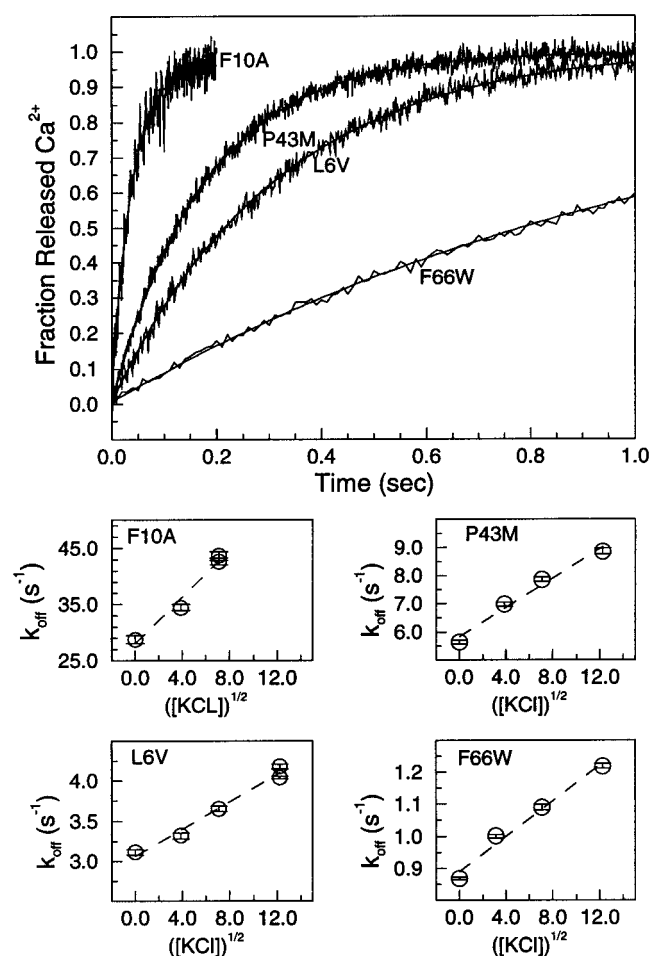 Fraction Released Ca2+
1.0
0.9
0.8
0.7
0.6
0.5
0.4
0.3
0.2
0.1
0.0
F10A
P43M
L6V
F66W
0.0 0.2 0.4 0.6 0.8 1.0
Time (sec)
F10A
koff (s-1)
45.0
35.0
25.0
0.0 4.0 8.0 12.0
([KCL])1/2
P43M
koff (s-1)
9.0
8.0
7.0
6.0
0.0 4.0 8.0 12.0
([KCl])1/2
L6V
koff (s-1)
4.0
3.0
0.0 4.0 8.0 12.0
([KCl])1/2
F66W
koff (s-1)
1.2
1.1
1.0
0.9
0.0 4.0 8.0 12.0
([KCl])1/2